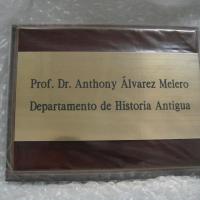 Prof. Dr. Anthony Álvarez Melero
Departamento de Historia Antigua